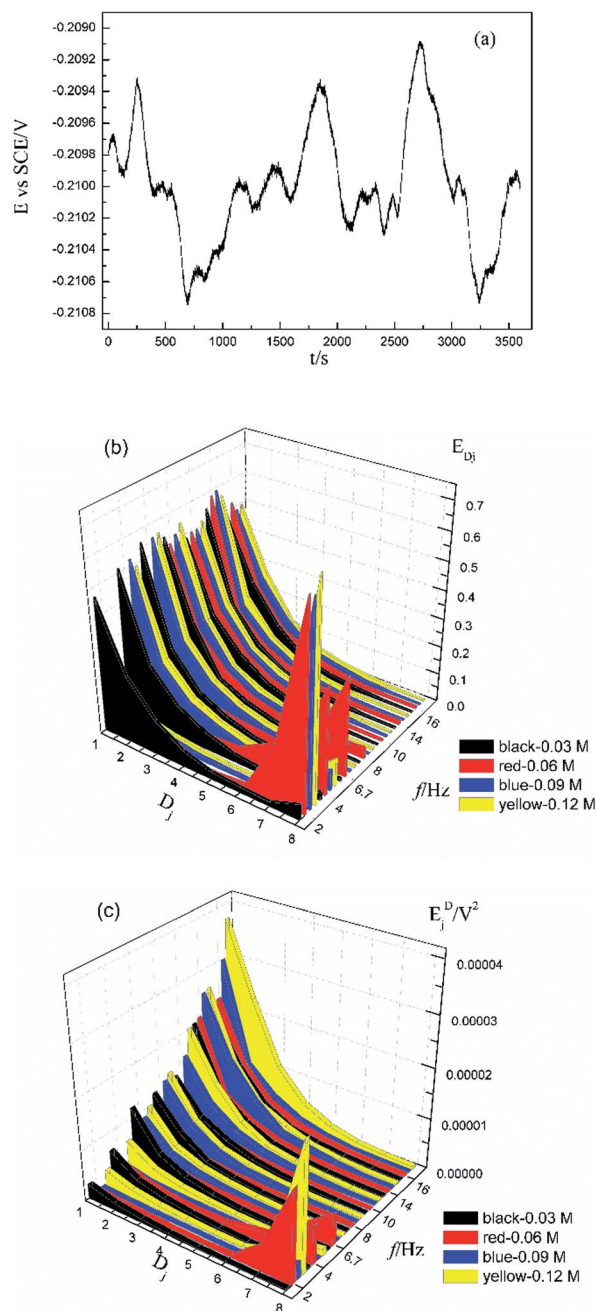 (a)
E vs SCE/V
-0.2090
-0.2092
-0.2094
-0.2096
-0.2098
-0.2100
-0.2102
-0.2104
-0.2106
-0.2108
0 500 1000 1500 2000 2500 3000 3500
t/s
(b)
E_Dj
0.7
0.6
0.5
0.4
0.3
0.2
0.1
0.0
16
14
10
8
6.7
4
2
f/Hz
1 2 3 4 5 6 7 8
D_j
black-0.03 M
red-0.06 M
blue-0.09 M
yellow-0.12 M
(c)
E_j^D/V^2
0.00004
0.00003
0.00002
0.00001
0.00000
16
14
10
8
6.7
4
2
f/Hz
1 2 3 4 5 6 7 8
D_j
black-0.03 M
red-0.06 M
blue-0.09 M
yellow-0.12 M